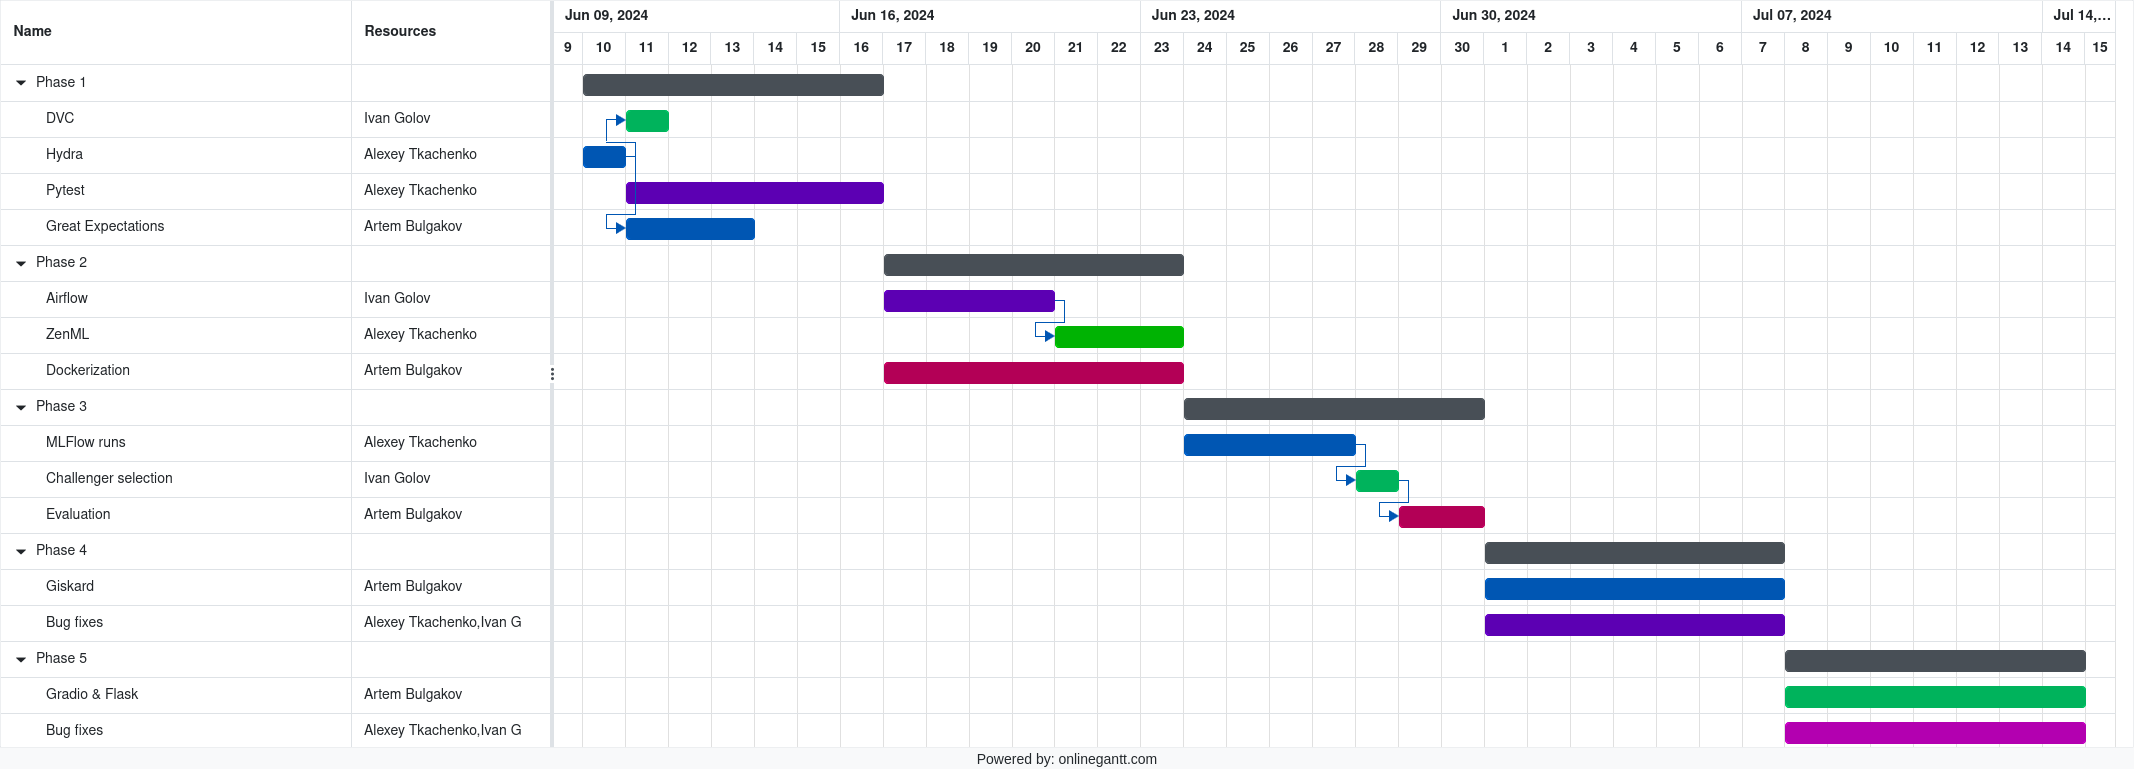 Name Resources Jun 09, 2024 Jun 16, 2024 Jun 23, 2024 Jun 30, 2024 Jul 07, 2024 Jul 14,...
9 10 11 12 13 14 15 16 17 18 19 20 21 22 23 24 25 26 27 28 29 30 1 2 3 4 5 6 7 8 9 10 11 12 13 14 15
Phase 1
DVC Ivan Golov
Hydra Alexey Tkachenko
Pytest Alexey Tkachenko
Great Expectations Artem Bulgakov
Phase 2
Airflow Ivan Golov
ZenML Alexey Tkachenko
Dockerization Artem Bulgakov
Phase 3
MLFlow runs Alexey Tkachenko
Challenger selection Ivan Golov
Evaluation Artem Bulgakov
Phase 4
Giskard Artem Bulgakov
Bug fixes Alexey Tkachenko,Ivan G
Phase 5
Gradio & Flask Artem Bulgakov
Bug fixes Alexey Tkachenko,Ivan G
Powered by: onlinegantt.com